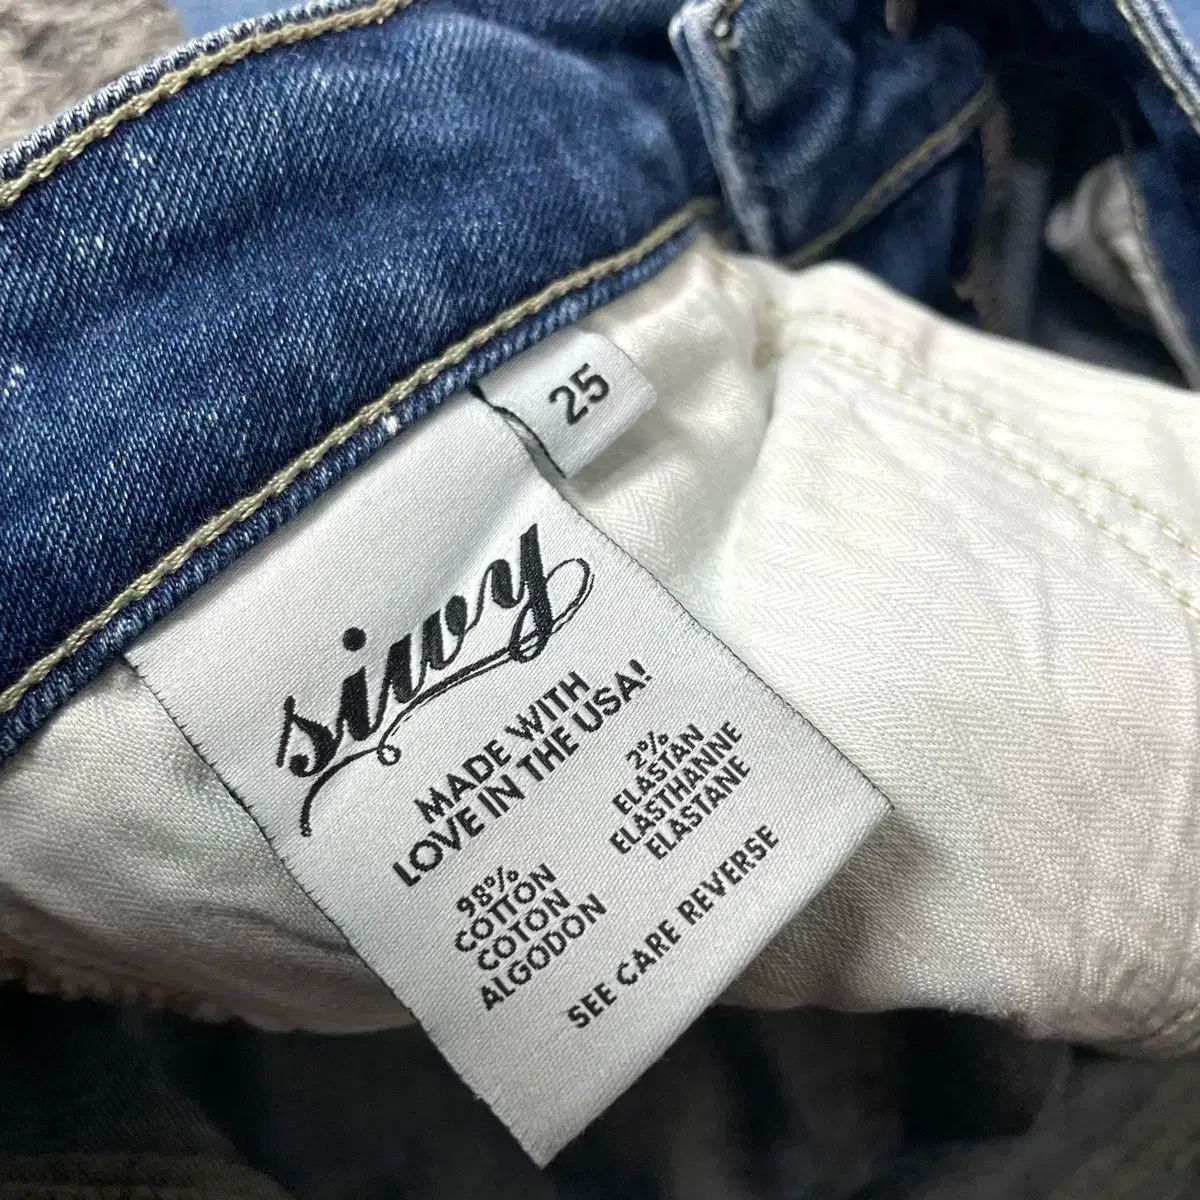 25
siwy
MADE WITH
LOVE IN THE USA!
98%
COTTON
COTON
ALGODON
2%
ELASTAN
ELASTHANNE
ELASTANE
SEE CARE REVERSE